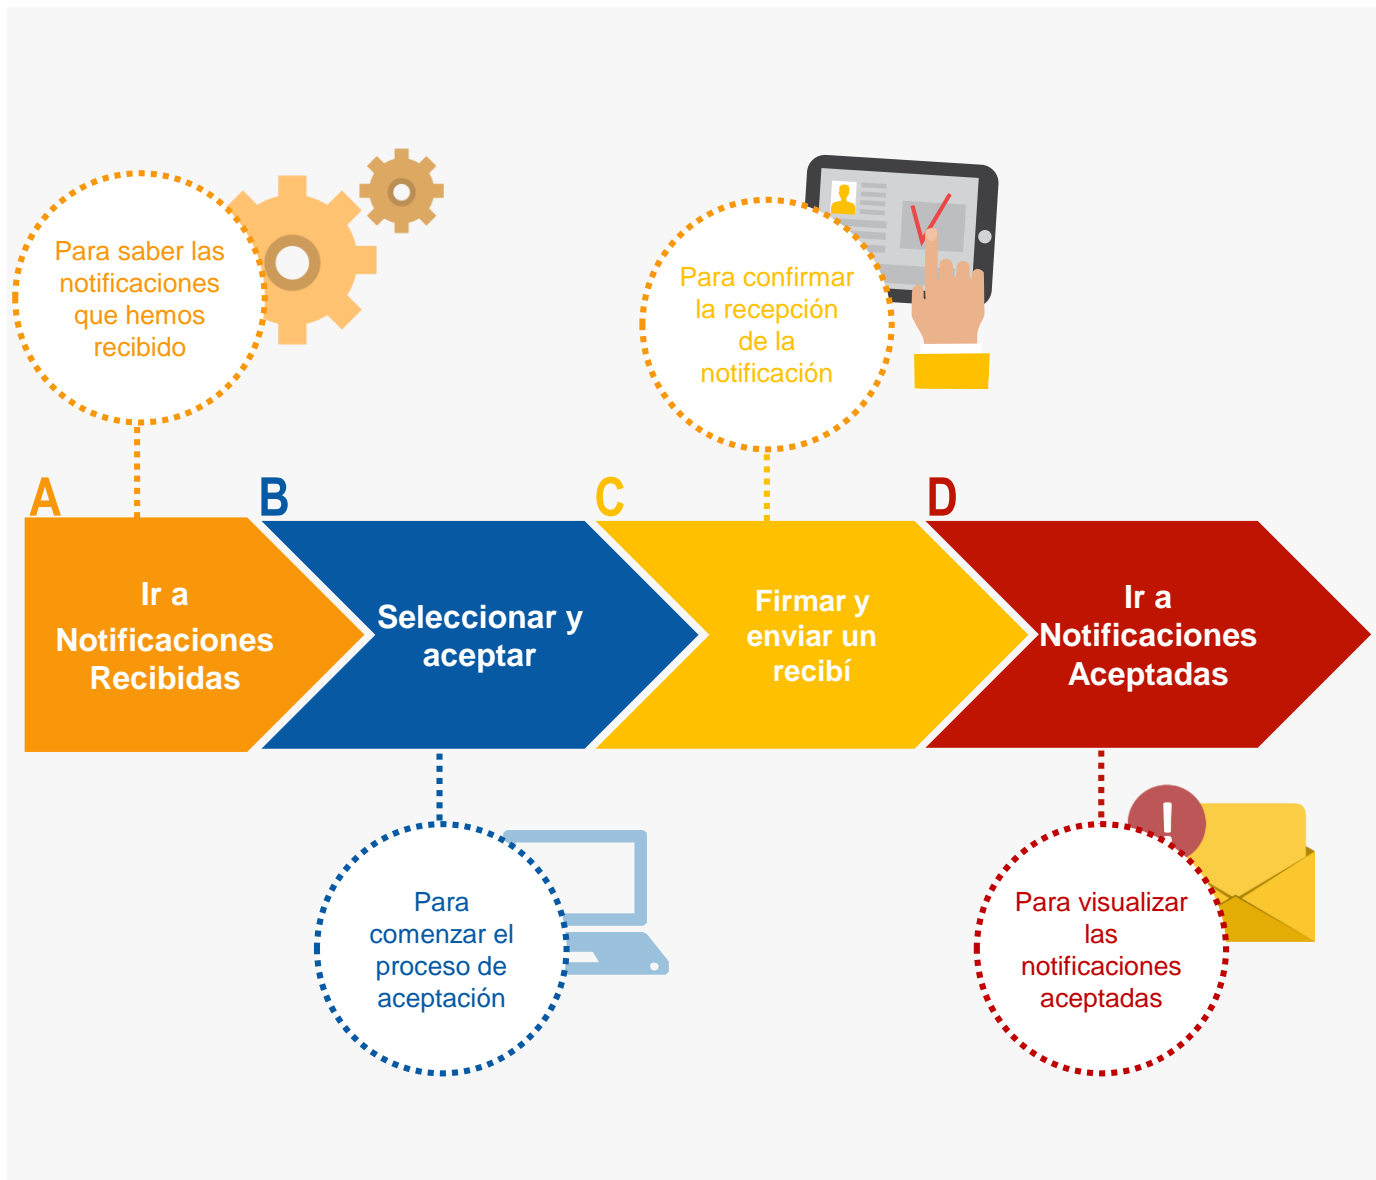 Para saber las
notificaciones
que hemos
recibido
Para confirmar
la recepción
de la
notificación
A
B
C
D
Ir a
Notificaciones
Recibidas
Seleccionar y
aceptar
Firmar y
enviar un
recibí
Ir a
Notificaciones
Aceptadas
!
Para
comenzar el
proceso de
aceptación
Para visualizar
las
notificaciones
aceptadas